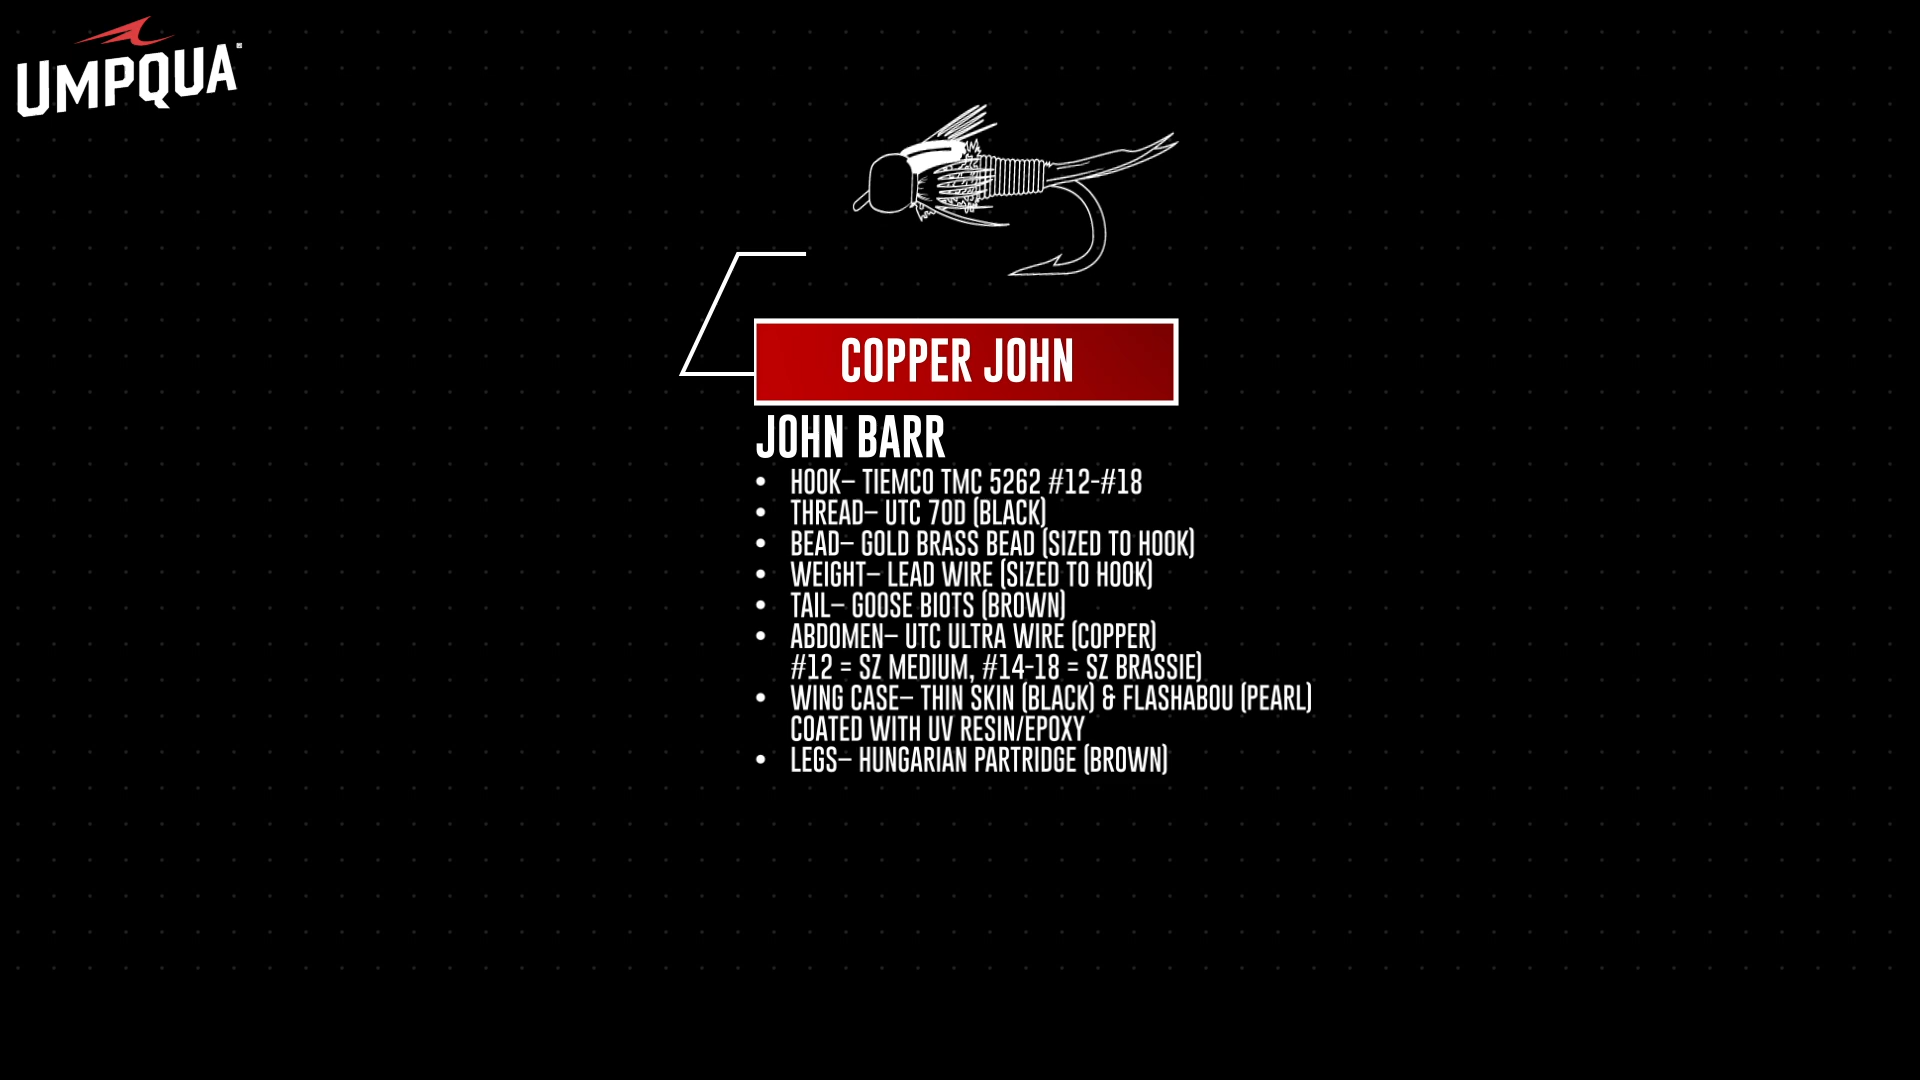 UMPQUA
COPPER JOHN
JOHN BARR
• HOOK– TIEMCO TMC 5262 #12-#18
• THREAD– UTC 70D (BLACK)
• BEAD– GOLD BRASS BEAD (SIZED TO HOOK)
• WEIGHT– LEAD WIRE (SIZED TO HOOK)
• TAIL– GOOSE BIOTS (BROWN)
• ABDOMEN– UTC ULTRA WIRE (COPPER)
#12 = SZ MEDIUM, #14-18 = SZ BRASSIE)
• WING CASE– THIN SKIN (BLACK) & FLASHABOU (PEARL)
COATED WITH UV RESIN/EPOXY
• LEGS– HUNGARIAN PARTRIDGE (BROWN)